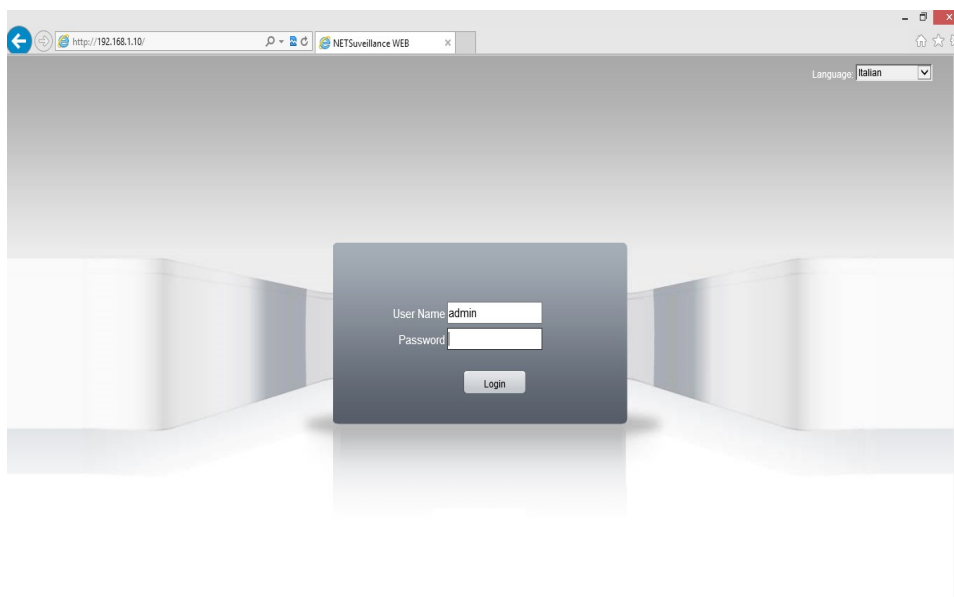 http://192.168.1.10/
NETSuveillance WEB
Language: Italian
User Name admin
Password
Login